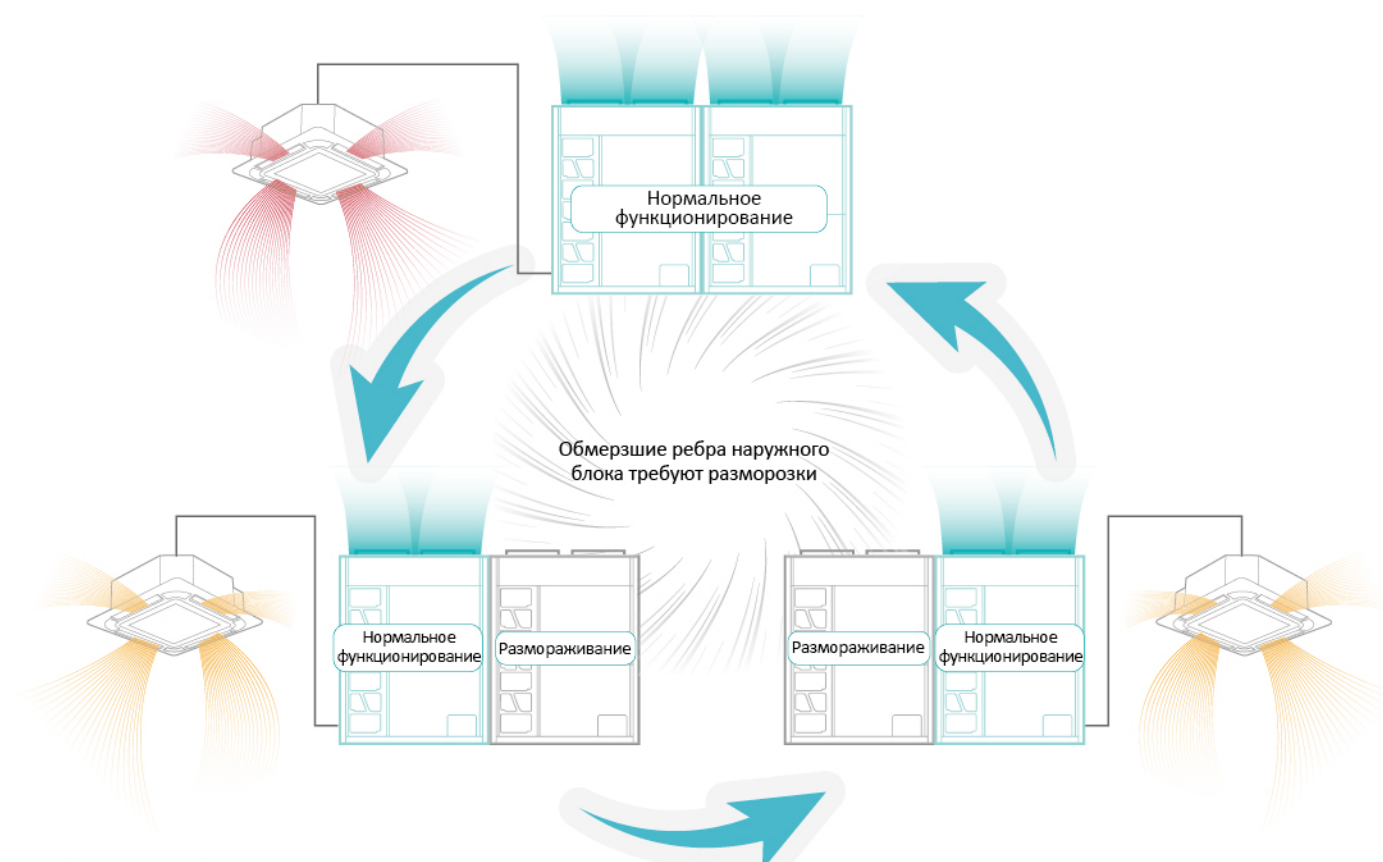 Нормальное
функционирование
Обмерзшие ребра наружного
блока требуют разморозки
Нормальное
функционирование
Размораживание
Размораживание
Нормальное
функционирование